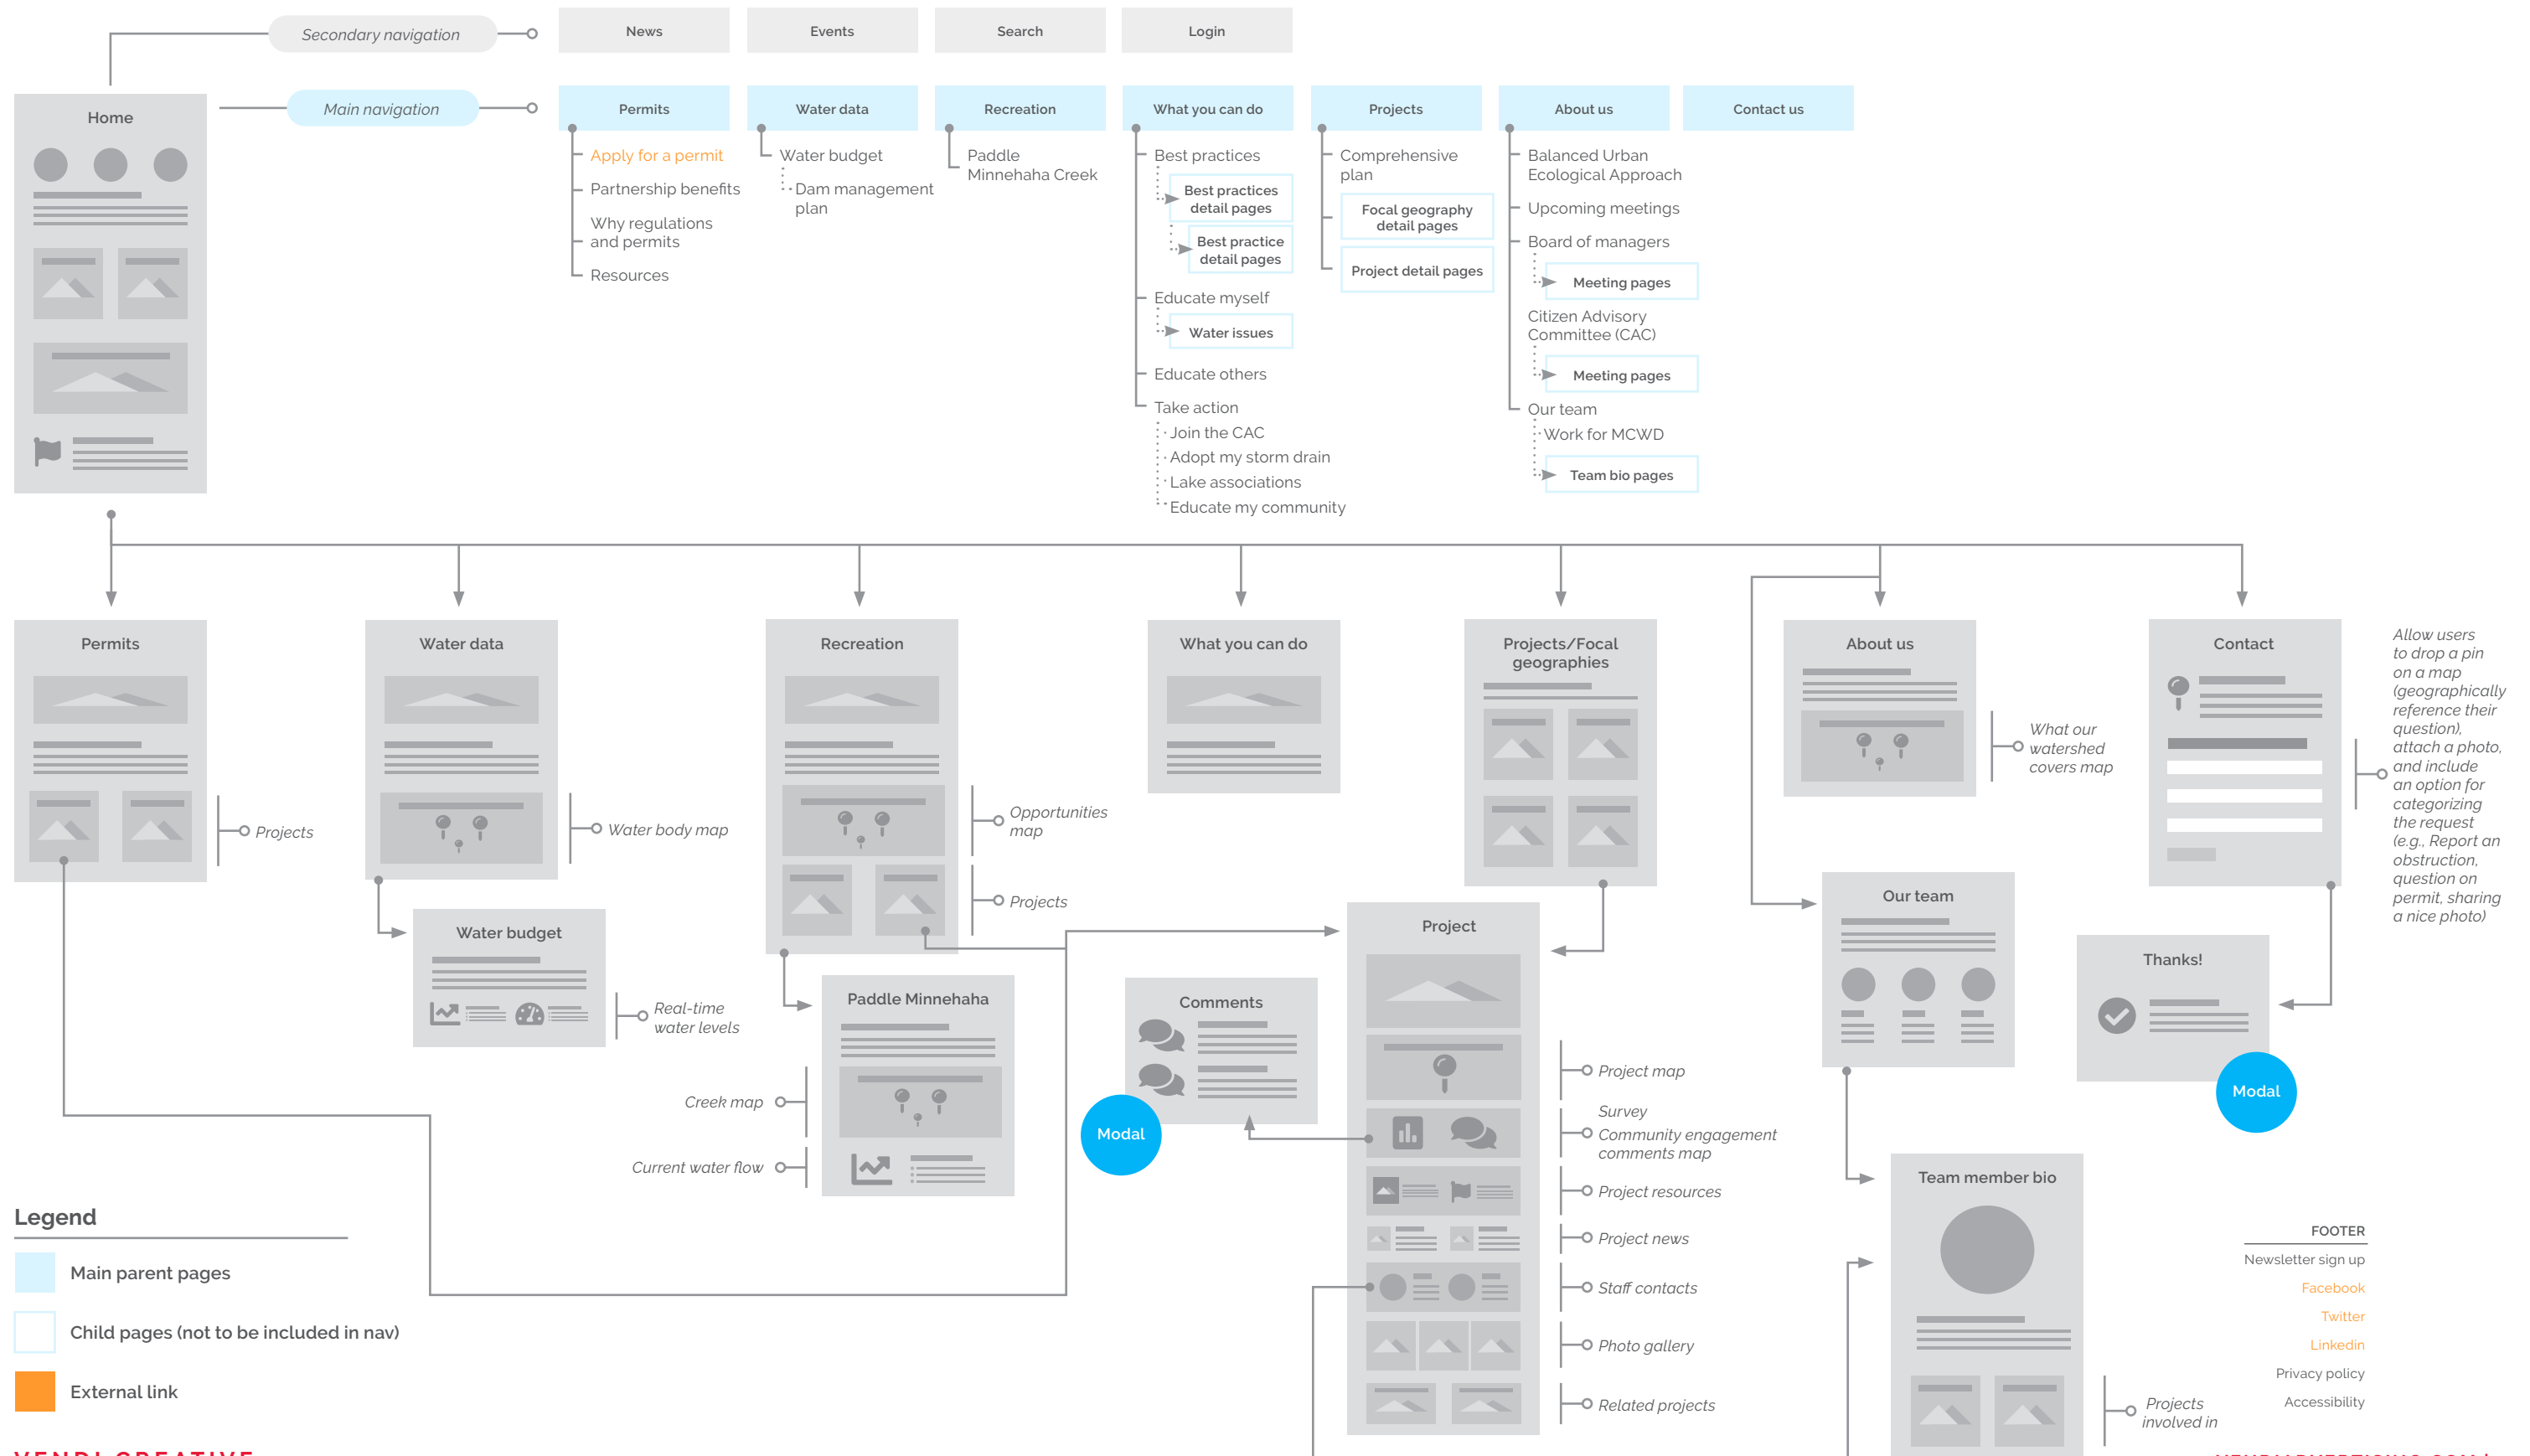 Secondary navigation
News
Events
Search
Login
Home
Main navigation
Permits
Water data
Recreation
What you can do
Projects
About us
Contact us
Apply for a permit
Partnership benefits
Why regulations
and permits
Resources
Water budget
Dam management
plan
Paddle
Minnehaha Creek
Best practices
Best practices
detail pages
Best practice
detail pages
Educate myself
Water issues
Educate others
Take action
Join the CAC
Adopt my storm drain
Lake associations
Educate my community
Comprehensive
plan
Focal geography
detail pages
Project detail pages
Balanced Urban
Ecological Approach
Upcoming meetings
Board of managers
Meeting pages
Citizen Advisory
Committee (CAC)
Meeting pages
Our team
Work for MCWD
Team bio pages
Permits
Projects
Water data
Water body map
Water budget
Real-time
water levels
Recreation
Opportunities
map
Projects
Paddle Minnehaha
Creek map
Current water flow
What you can do
Projects/Focal
geographies
Comments
Modal
Project
Project map
Survey
Community engagement
comments map
Project resources
Project news
Staff contacts
Photo gallery
Related projects
About us
What our
watershed
covers map
Our team
Team member bio
Projects
involved in
Contact
Allow users
to drop a pin
on a map
(geographically
reference their
question),
attach a photo,
and include
an option for
categorizing
the request
(e.g., Report an
obstruction,
question on
permit, sharing
a nice photo)
Thanks!
Modal
Legend
Main parent pages
Child pages (not to be included in nav)
External link
FOOTER
Newsletter sign up
Facebook
Twitter
Linkedin
Privacy policy
Accessibility
VENDI CREATIVE